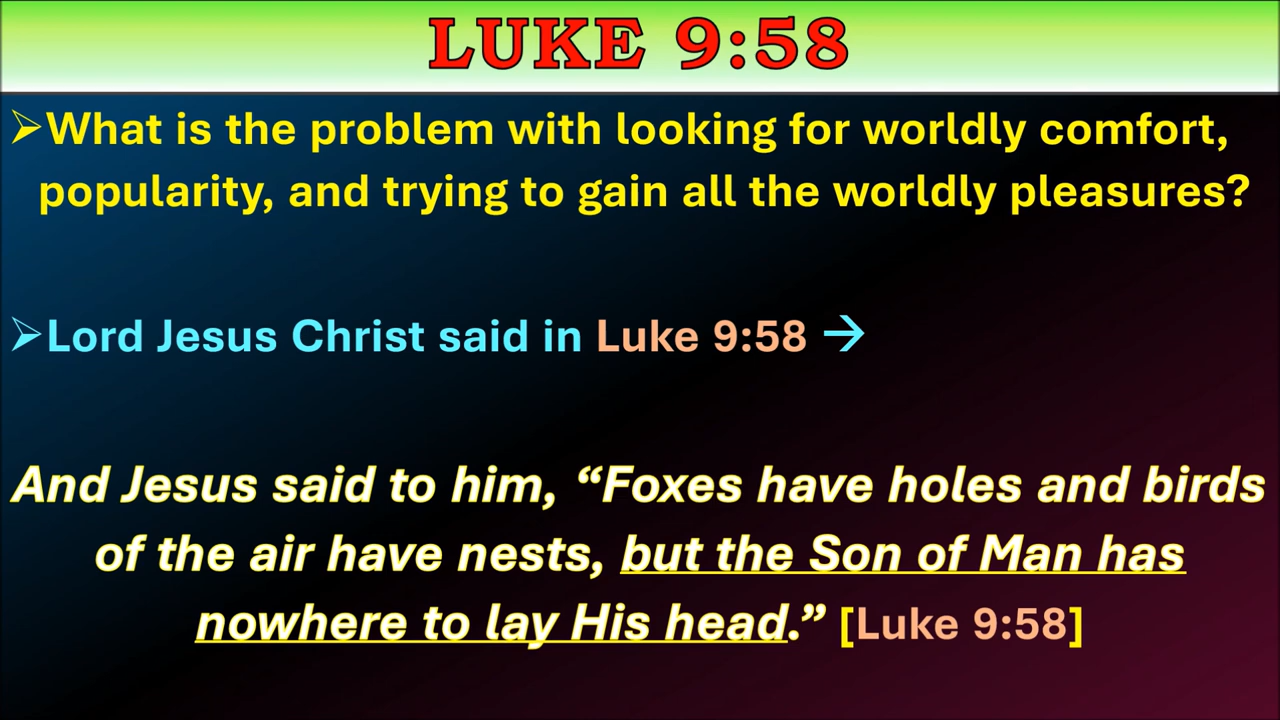 LUKE 9:58
➢What is the problem with looking for worldly comfort,
popularity, and trying to gain all the worldly pleasures?
➢Lord Jesus Christ said in Luke 9:58 →
And Jesus said to him, “Foxes have holes and birds
of the air have nests, but the Son of Man has
nowhere to lay His head.” [Luke 9:58]